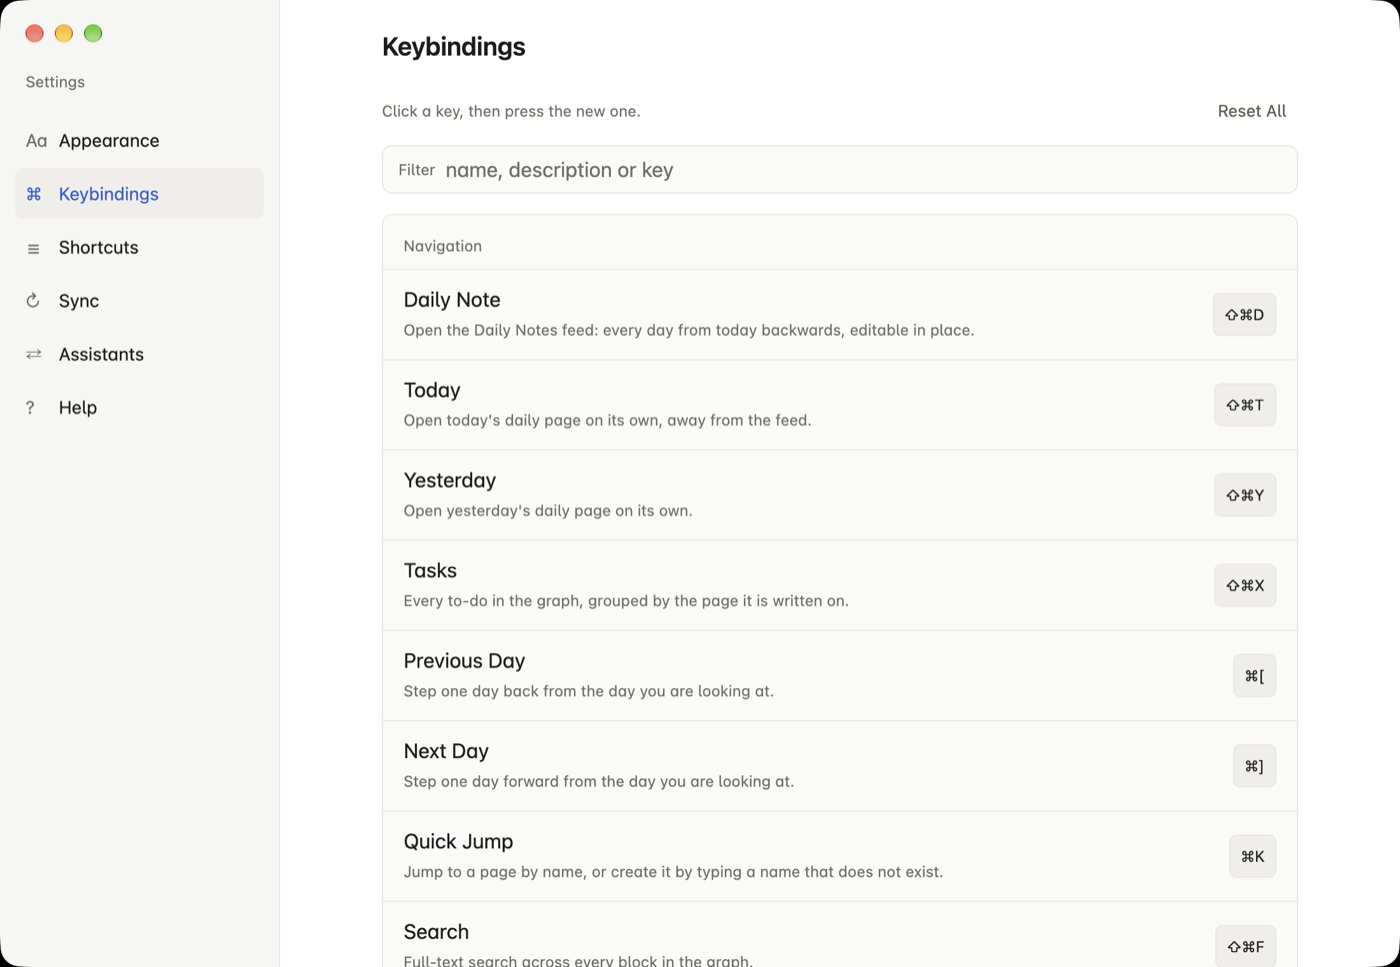 Settings
Aa Appearance
⌘ Keybindings
≡ Shortcuts
↻ Sync
⇄ Assistants
? Help
Keybindings
Click a key, then press the new one.
Reset All
Filter name, description or key
Navigation
Daily Note
Open the Daily Notes feed: every day from today backwards, editable in place.
⇧⌘D
Today
Open today's daily page on its own, away from the feed.
⇧⌘T
Yesterday
Open yesterday's daily page on its own.
⇧⌘Y
Tasks
Every to-do in the graph, grouped by the page it is written on.
⇧⌘X
Previous Day
Step one day back from the day you are looking at.
⌘[
Next Day
Step one day forward from the day you are looking at.
⌘]
Quick Jump
Jump to a page by name, or create it by typing a name that does not exist.
⌘K
Search
Full-text search across every block in the graph.
⇧⌘F